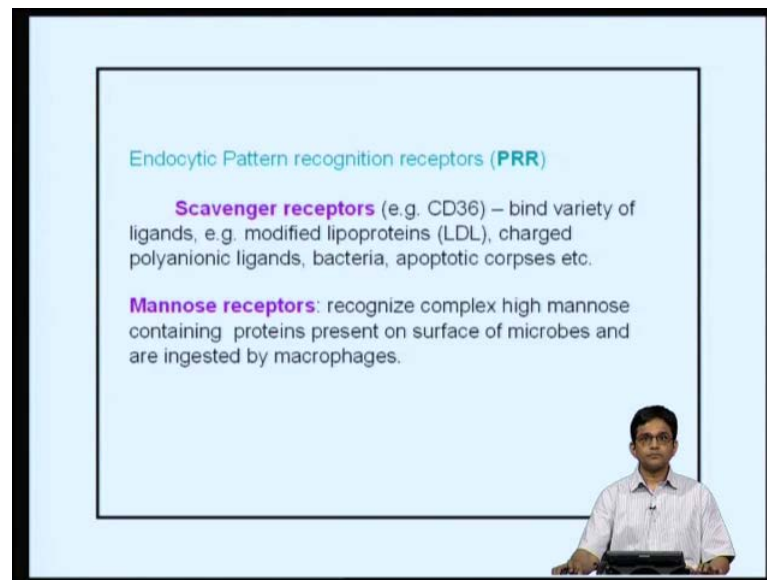 Endocytic Pattern recognition receptors (PRR)
Scavenger receptors (e.g. CD36) – bind variety of
ligands, e.g. modified lipoproteins (LDL), charged
polyanionic ligands, bacteria, apoptotic corpses etc.
Mannose receptors: recognize complex high mannose
containing proteins present on surface of microbes and
are ingested by macrophages.